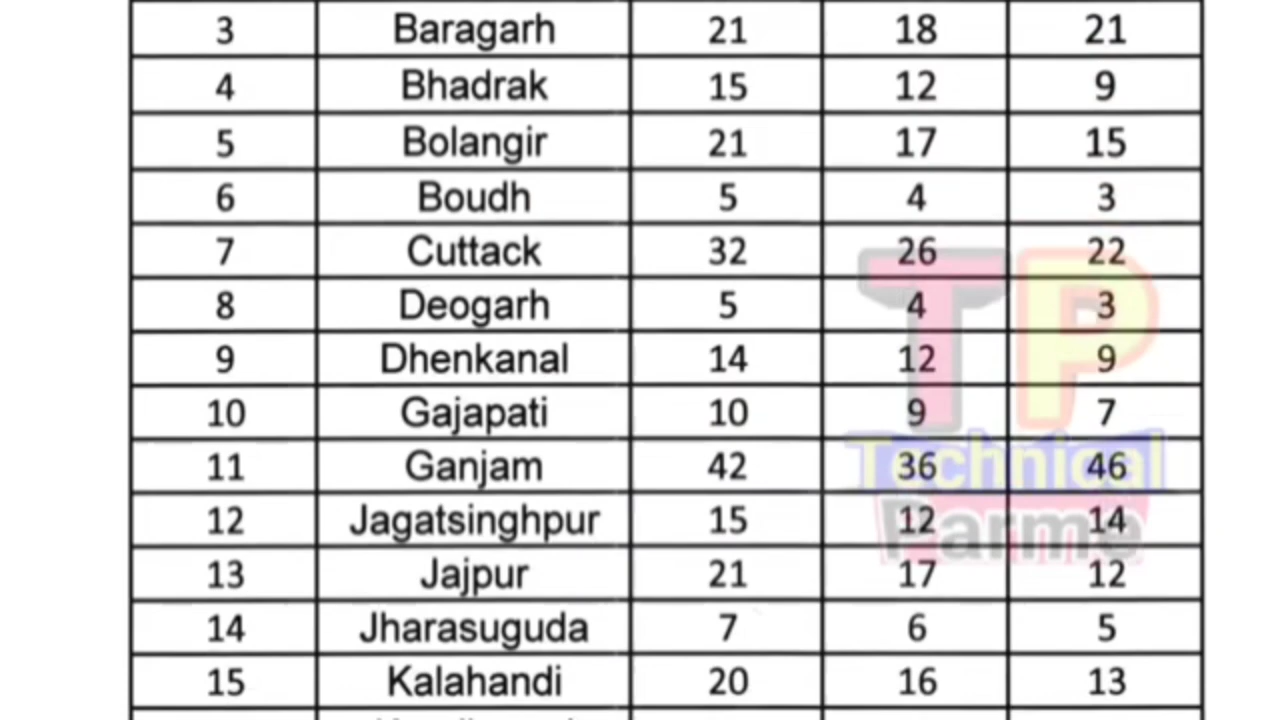 3 Baragarh 21 18 21
4 Bhadrak 15 12 9
5 Bolangir 21 17 15
6 Boudh 5 4 3
7 Cuttack 32 26 22
8 Deogarh 5 4 3
9 Dhenkanal 14 12 9
10 Gajapati 10 9 7
11 Ganjam 42 36 46
12 Jagatsinghpur 15 12 14
13 Jajpur 21 17 12
14 Jharasuguda 7 6 5
15 Kalahandi 20 16 13
TP
Technical
Parme